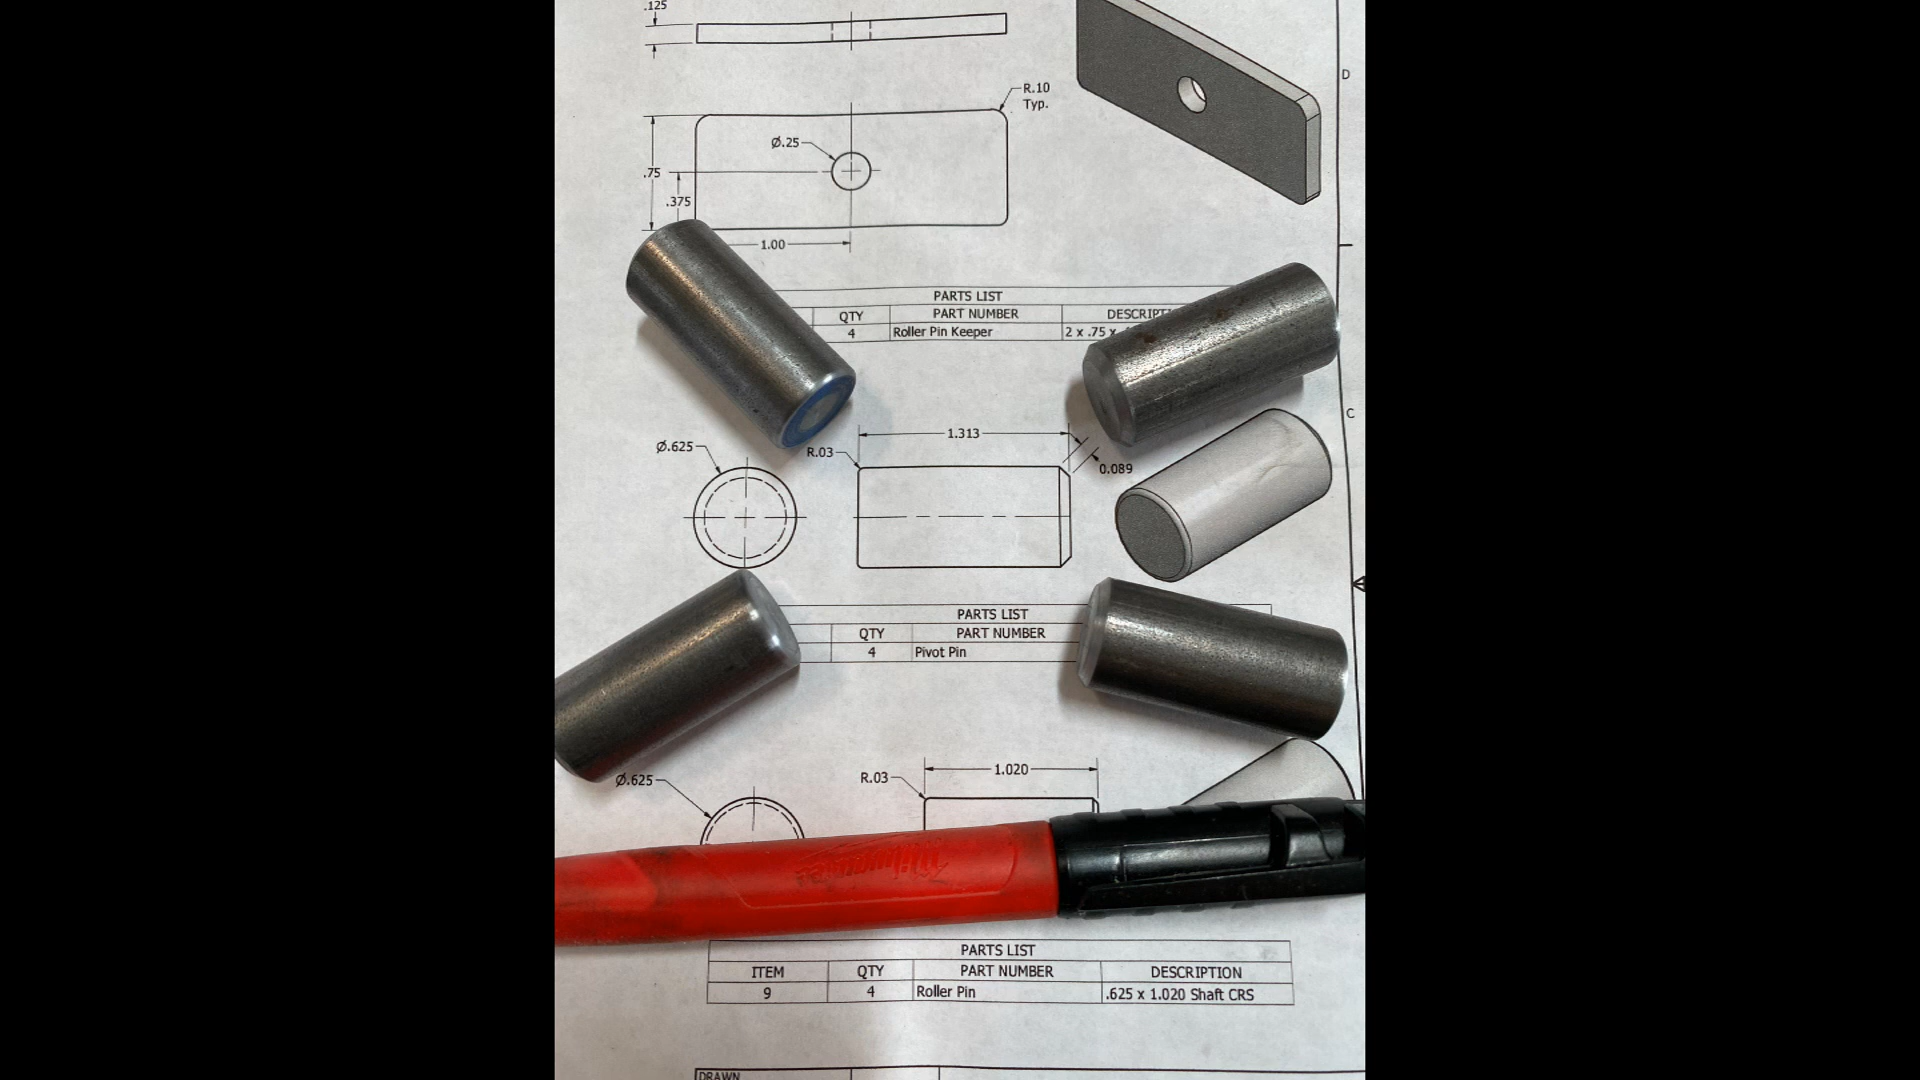 .125
D
R.10
Typ.
Ø.25
.75
.375
1.00
PARTS LIST
QTY PART NUMBER
4 Roller Pin Keeper 2 x .75 x
C
1.313
Ø.625
R.03
0.089
PARTS LIST
QTY PART NUMBER
4 Pivot Pin
1.020
R.03
Ø.625
Milwaukee
PARTS LIST
ITEM QTY PART NUMBER DESCRIPTION
9 4 Roller Pin .625 x 1.020 Shaft CRS
DRAWN